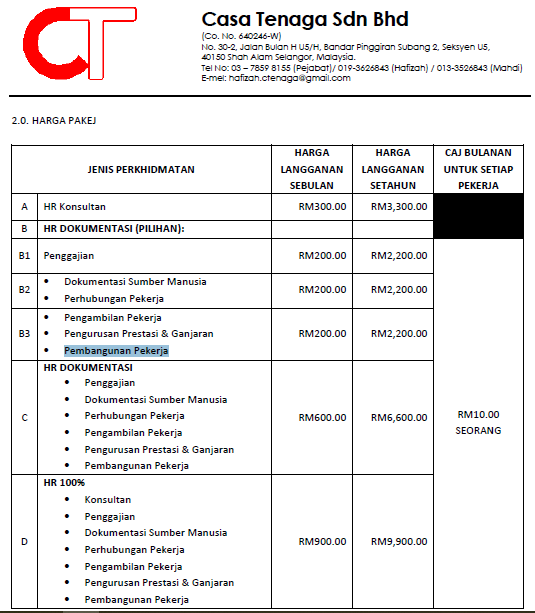 CT
Casa Tenaga Sdn Bhd
(Co. No. 640246-W)
No. 30-2, Jalan Bulan H U5/H, Bandar Pinggiran Subang 2, Seksyen U5,
40150 Shah Alam Selangor, Malaysia.
Tel No: 03 – 7859 8155 (Pejabat)/ 019-3626843 (Hafizah) / 013-3526843 (Mahdi)
E-mel: hafizah.ctenaga@gmail.com
2.0. HARGA PAKEJ
JENIS PERKHIDMATAN
HARGA
LANGGANAN
SEBULAN
HARGA
LANGGANAN
SETAHUN
CAJ BULANAN
UNTUK SETIAP
PEKERJA
A HR Konsultan RM300.00 RM3,300.00
B HR DOKUMENTASI (PILIHAN):
B1 Penggajian RM200.00 RM2,200.00
B2 RM200.00 RM2,200.00
• Dokumentasi Sumber Manusia
• Perhubungan Pekerja
B3 RM200.00 RM2,200.00
• Pengambilan Pekerja
• Pengurusan Prestasi & Ganjaran
• Pembangunan Pekerja
C RM600.00 RM6,600.00
HR DOKUMENTASI
• Penggajian
• Dokumentasi Sumber Manusia
• Perhubungan Pekerja
• Pengambilan Pekerja
• Pengurusan Prestasi & Ganjaran
• Pembangunan Pekerja
D RM900.00 RM9,900.00
HR 100%
• Konsultan
• Penggajian
• Dokumentasi Sumber Manusia
• Perhubungan Pekerja
• Pengambilan Pekerja
• Pengurusan Prestasi & Ganjaran
• Pembangunan Pekerja
RM10.00
SEORANG